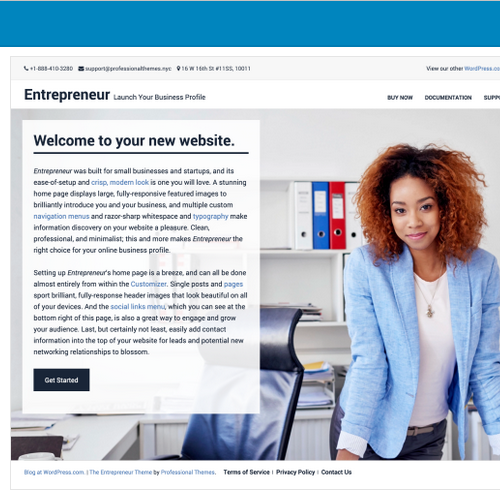 +1-888-410-3280 support@professionalthemes.nyc 16 W 16th St #11SS, 10011 View our other WordPress.co
Entrepreneur Launch Your Business Profile BUY NOW DOCUMENTATION SUPP
Welcome to your new website.
Entrepreneur was built for small businesses and startups, and its
ease-of-setup and crisp, modern look is one you will love. A stunning
home page displays large, fully-responsive featured images to
brilliantly introduce you and your business, and multiple custom
navigation menus and razor-sharp whitespace and typography make
information discovery on your website a pleasure. Clean,
professional, and minimalist; this and more makes Entrepreneur the
right choice for your online business profile.
Setting up Entrepreneur's home page is a breeze, and can all be done
almost entirely from within the Customizer. Single posts and pages
sport brilliant, fully-response header images that look beautiful on all
of your devices. And the social links menu, which you can see at the
bottom right of this page, is also a great way to engage and grow
your audience. Last, but certainly not least, easily add contact
information into the top of your website for leads and potential new
networking relationships to blossom.
Get Started
Blog at WordPress.com. | The Entrepreneur Theme by Professional Themes. Terms of Service | Privacy Policy | Contact Us